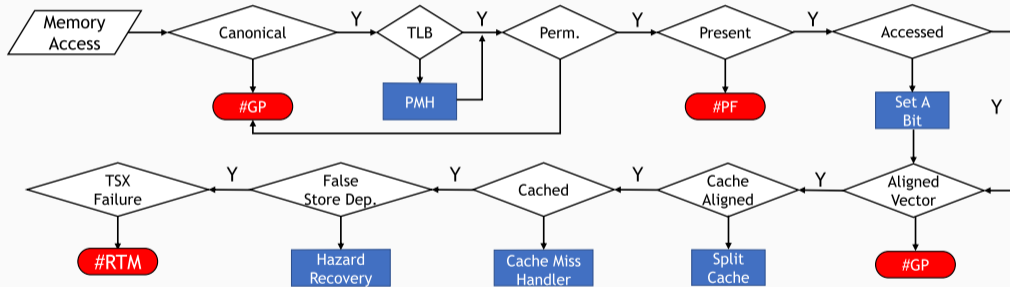 Memory
Access
Canonical
Y
TLB
Y
Perm.
Y
Present
Y
Accessed
#GP
PMH
#PF
Set A
Bit
Y
TSX
Failure
Y
False
Store Dep.
Y
Cached
Y
Cache
Aligned
Y
Aligned
Vector
#RTM
Hazard
Recovery
Cache Miss
Handler
Split
Cache
#GP